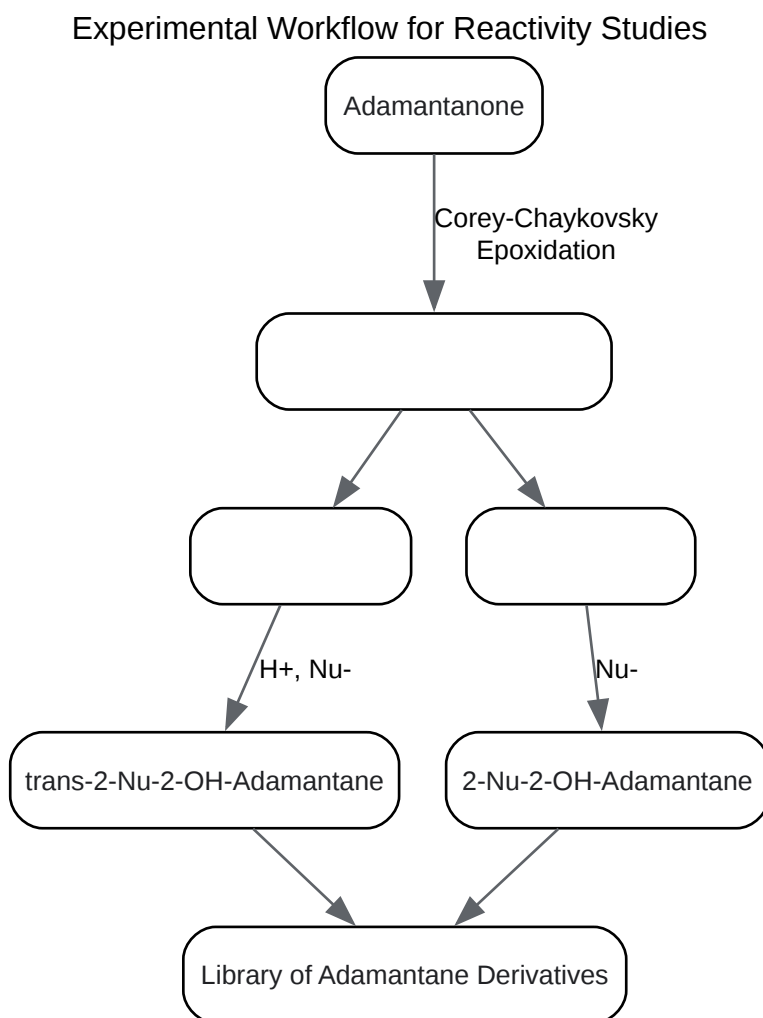 Experimental Workflow for Reactivity Studies
Adamantanone
Corey-Chaykovsky
Epoxidation
H+, Nu-
Nu-
trans-2-Nu-2-OH-Adamantane
2-Nu-2-OH-Adamantane
Library of Adamantane Derivatives